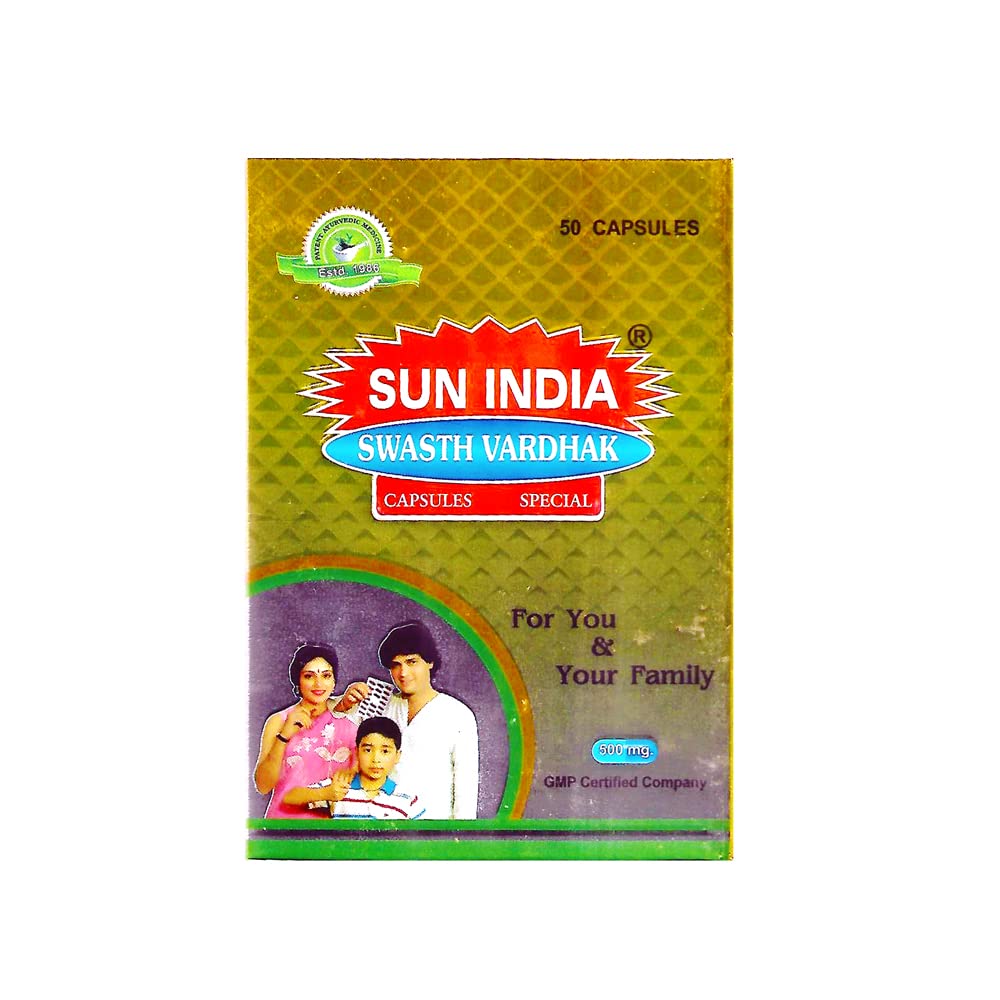 50 CAPSULES
PATENT AYURVEDIC MEDICINE
Estd. 1986
®
SUN INDIA
SWASTH VARDHAK
CAPSULES SPECIAL
For You
&
Your Family
500 mg.
GMP Certified Company